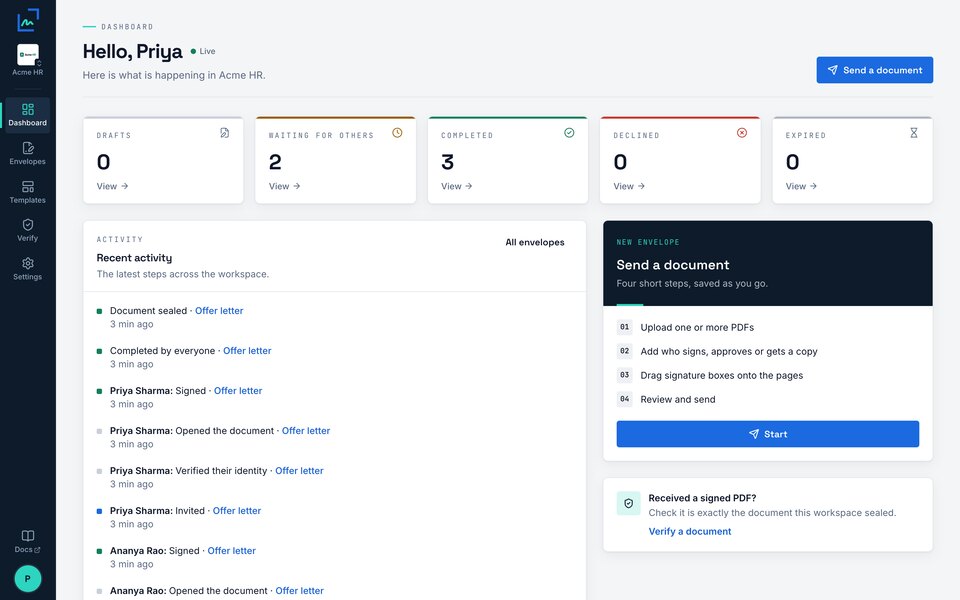 Acme HR
Dashboard
Envelopes
Templates
Verify
Settings
Docs
P
DASHBOARD
Hello, Priya
Live
Here is what is happening in Acme HR.
Send a document
DRAFTS
0
View →
WAITING FOR OTHERS
2
View →
COMPLETED
3
View →
DECLINED
0
View →
EXPIRED
0
View →
ACTIVITY
Recent activity
The latest steps across the workspace.
All envelopes
Document sealed · Offer letter
3 min ago
Completed by everyone · Offer letter
3 min ago
Priya Sharma: Signed · Offer letter
3 min ago
Priya Sharma: Opened the document · Offer letter
3 min ago
Priya Sharma: Verified their identity · Offer letter
3 min ago
Priya Sharma: Invited · Offer letter
3 min ago
Ananya Rao: Signed · Offer letter
3 min ago
Ananya Rao: Opened the document · Offer letter
NEW ENVELOPE
Send a document
Four short steps, saved as you go.
01 Upload one or more PDFs
02 Add who signs, approves or gets a copy
03 Drag signature boxes onto the pages
04 Review and send
Start
Received a signed PDF?
Check it is exactly the document this workspace sealed.
Verify a document